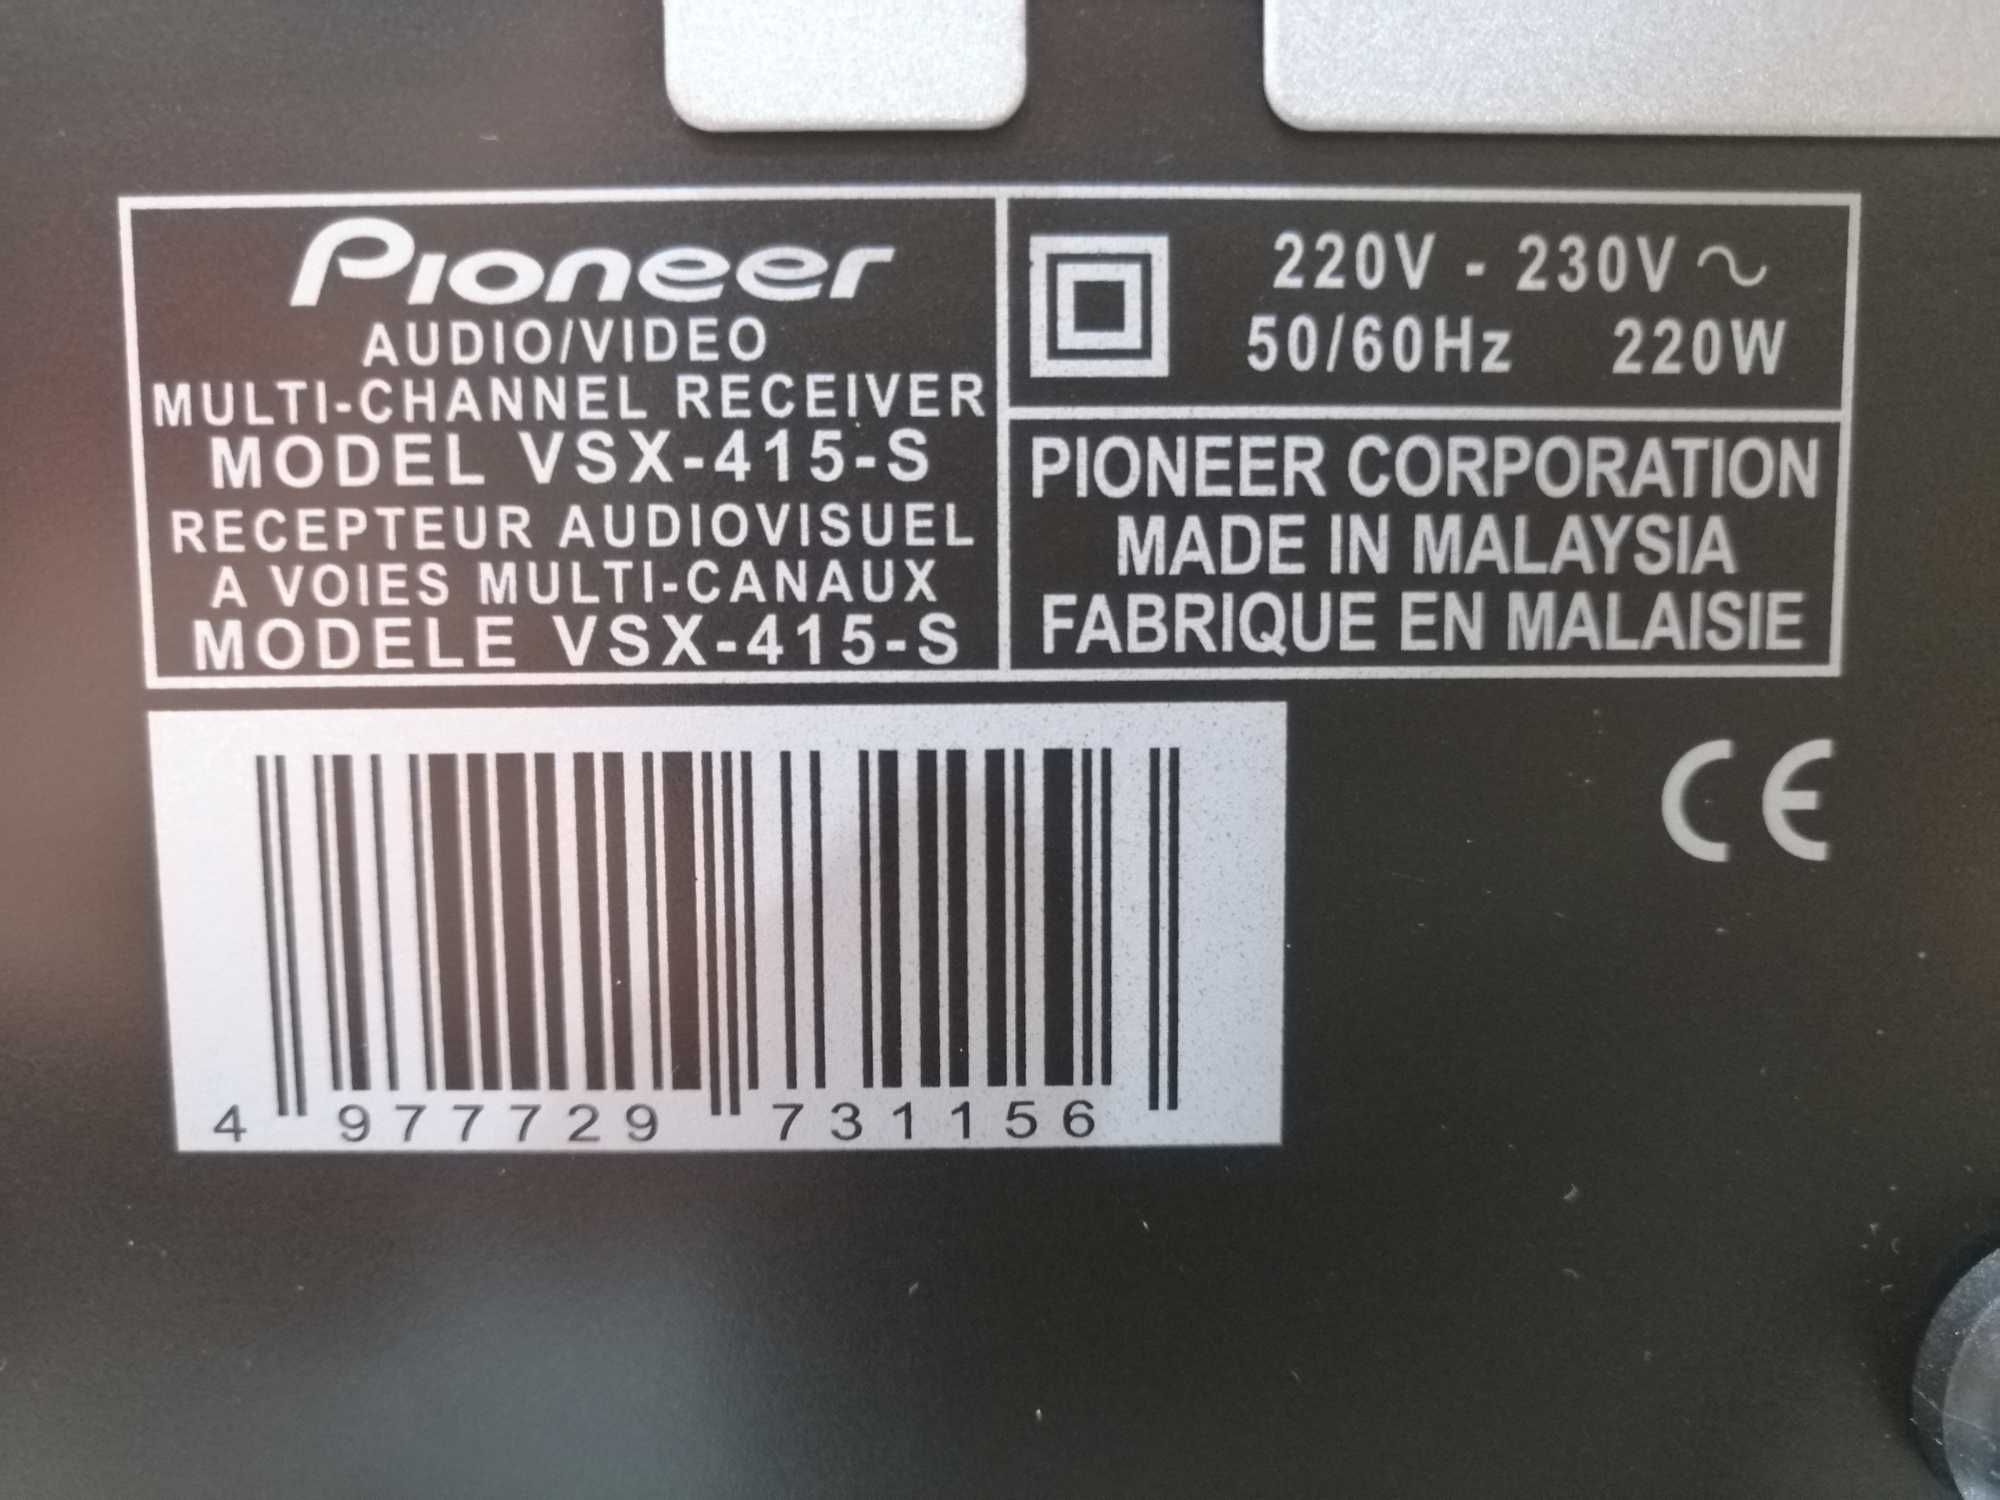 Pioneer
AUDIO/VIDEO
MULTI-CHANNEL RECEIVER
MODEL VSX-415-S
RECEPTEUR AUDIOVISUEL
A VOIES MULTI-CANAUX
MODELE VSX-415-S
220V - 230V ~
50/60Hz 220W
PIONEER CORPORATION
MADE IN MALAYSIA
FABRIQUE EN MALAISIE
CE
4 977729 731156